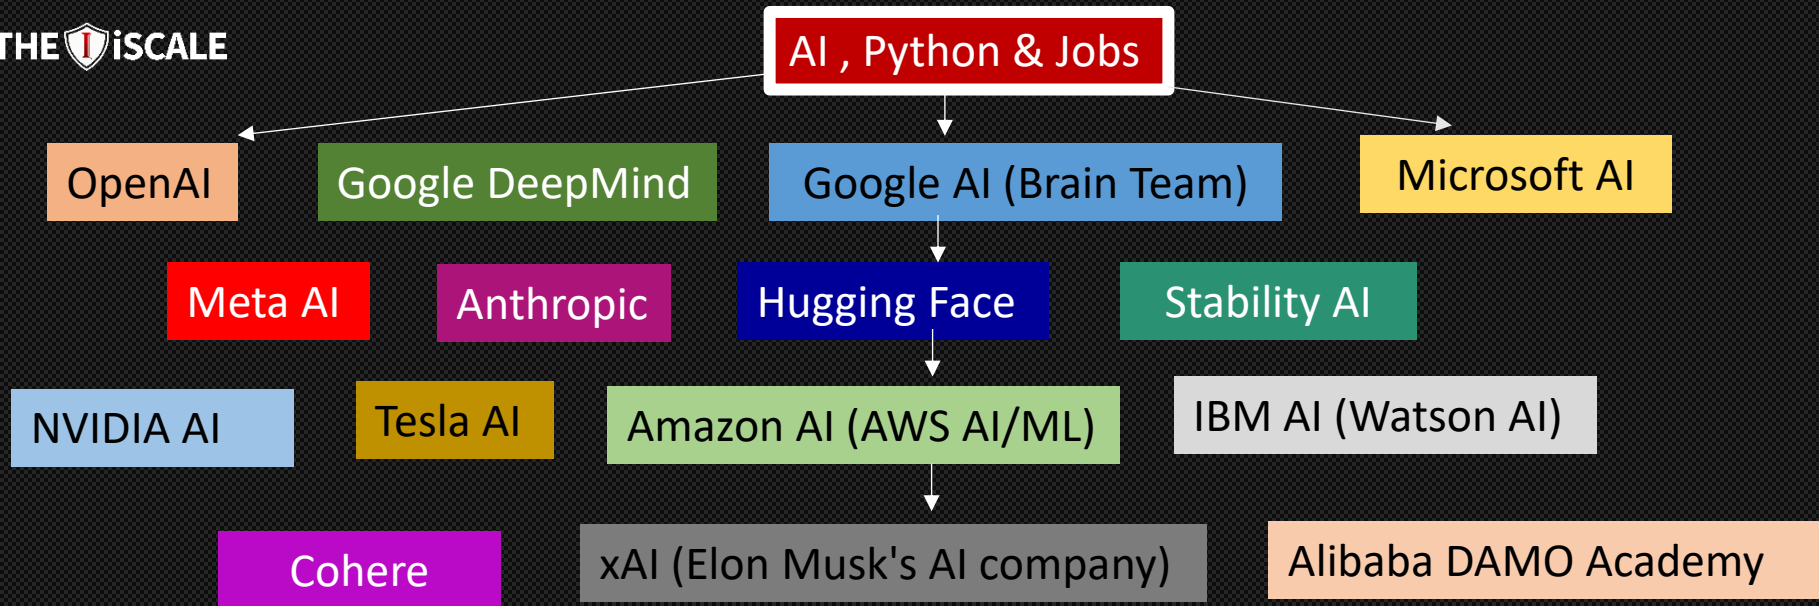 THE I iSCALE
AI , Python & Jobs
OpenAI
Google DeepMind
Google AI (Brain Team)
Microsoft AI
Meta AI
Anthropic
Hugging Face
Stability AI
NVIDIA AI
Tesla AI
Amazon AI (AWS AI/ML)
IBM AI (Watson AI)
Cohere
xAI (Elon Musk's AI company)
Alibaba DAMO Academy